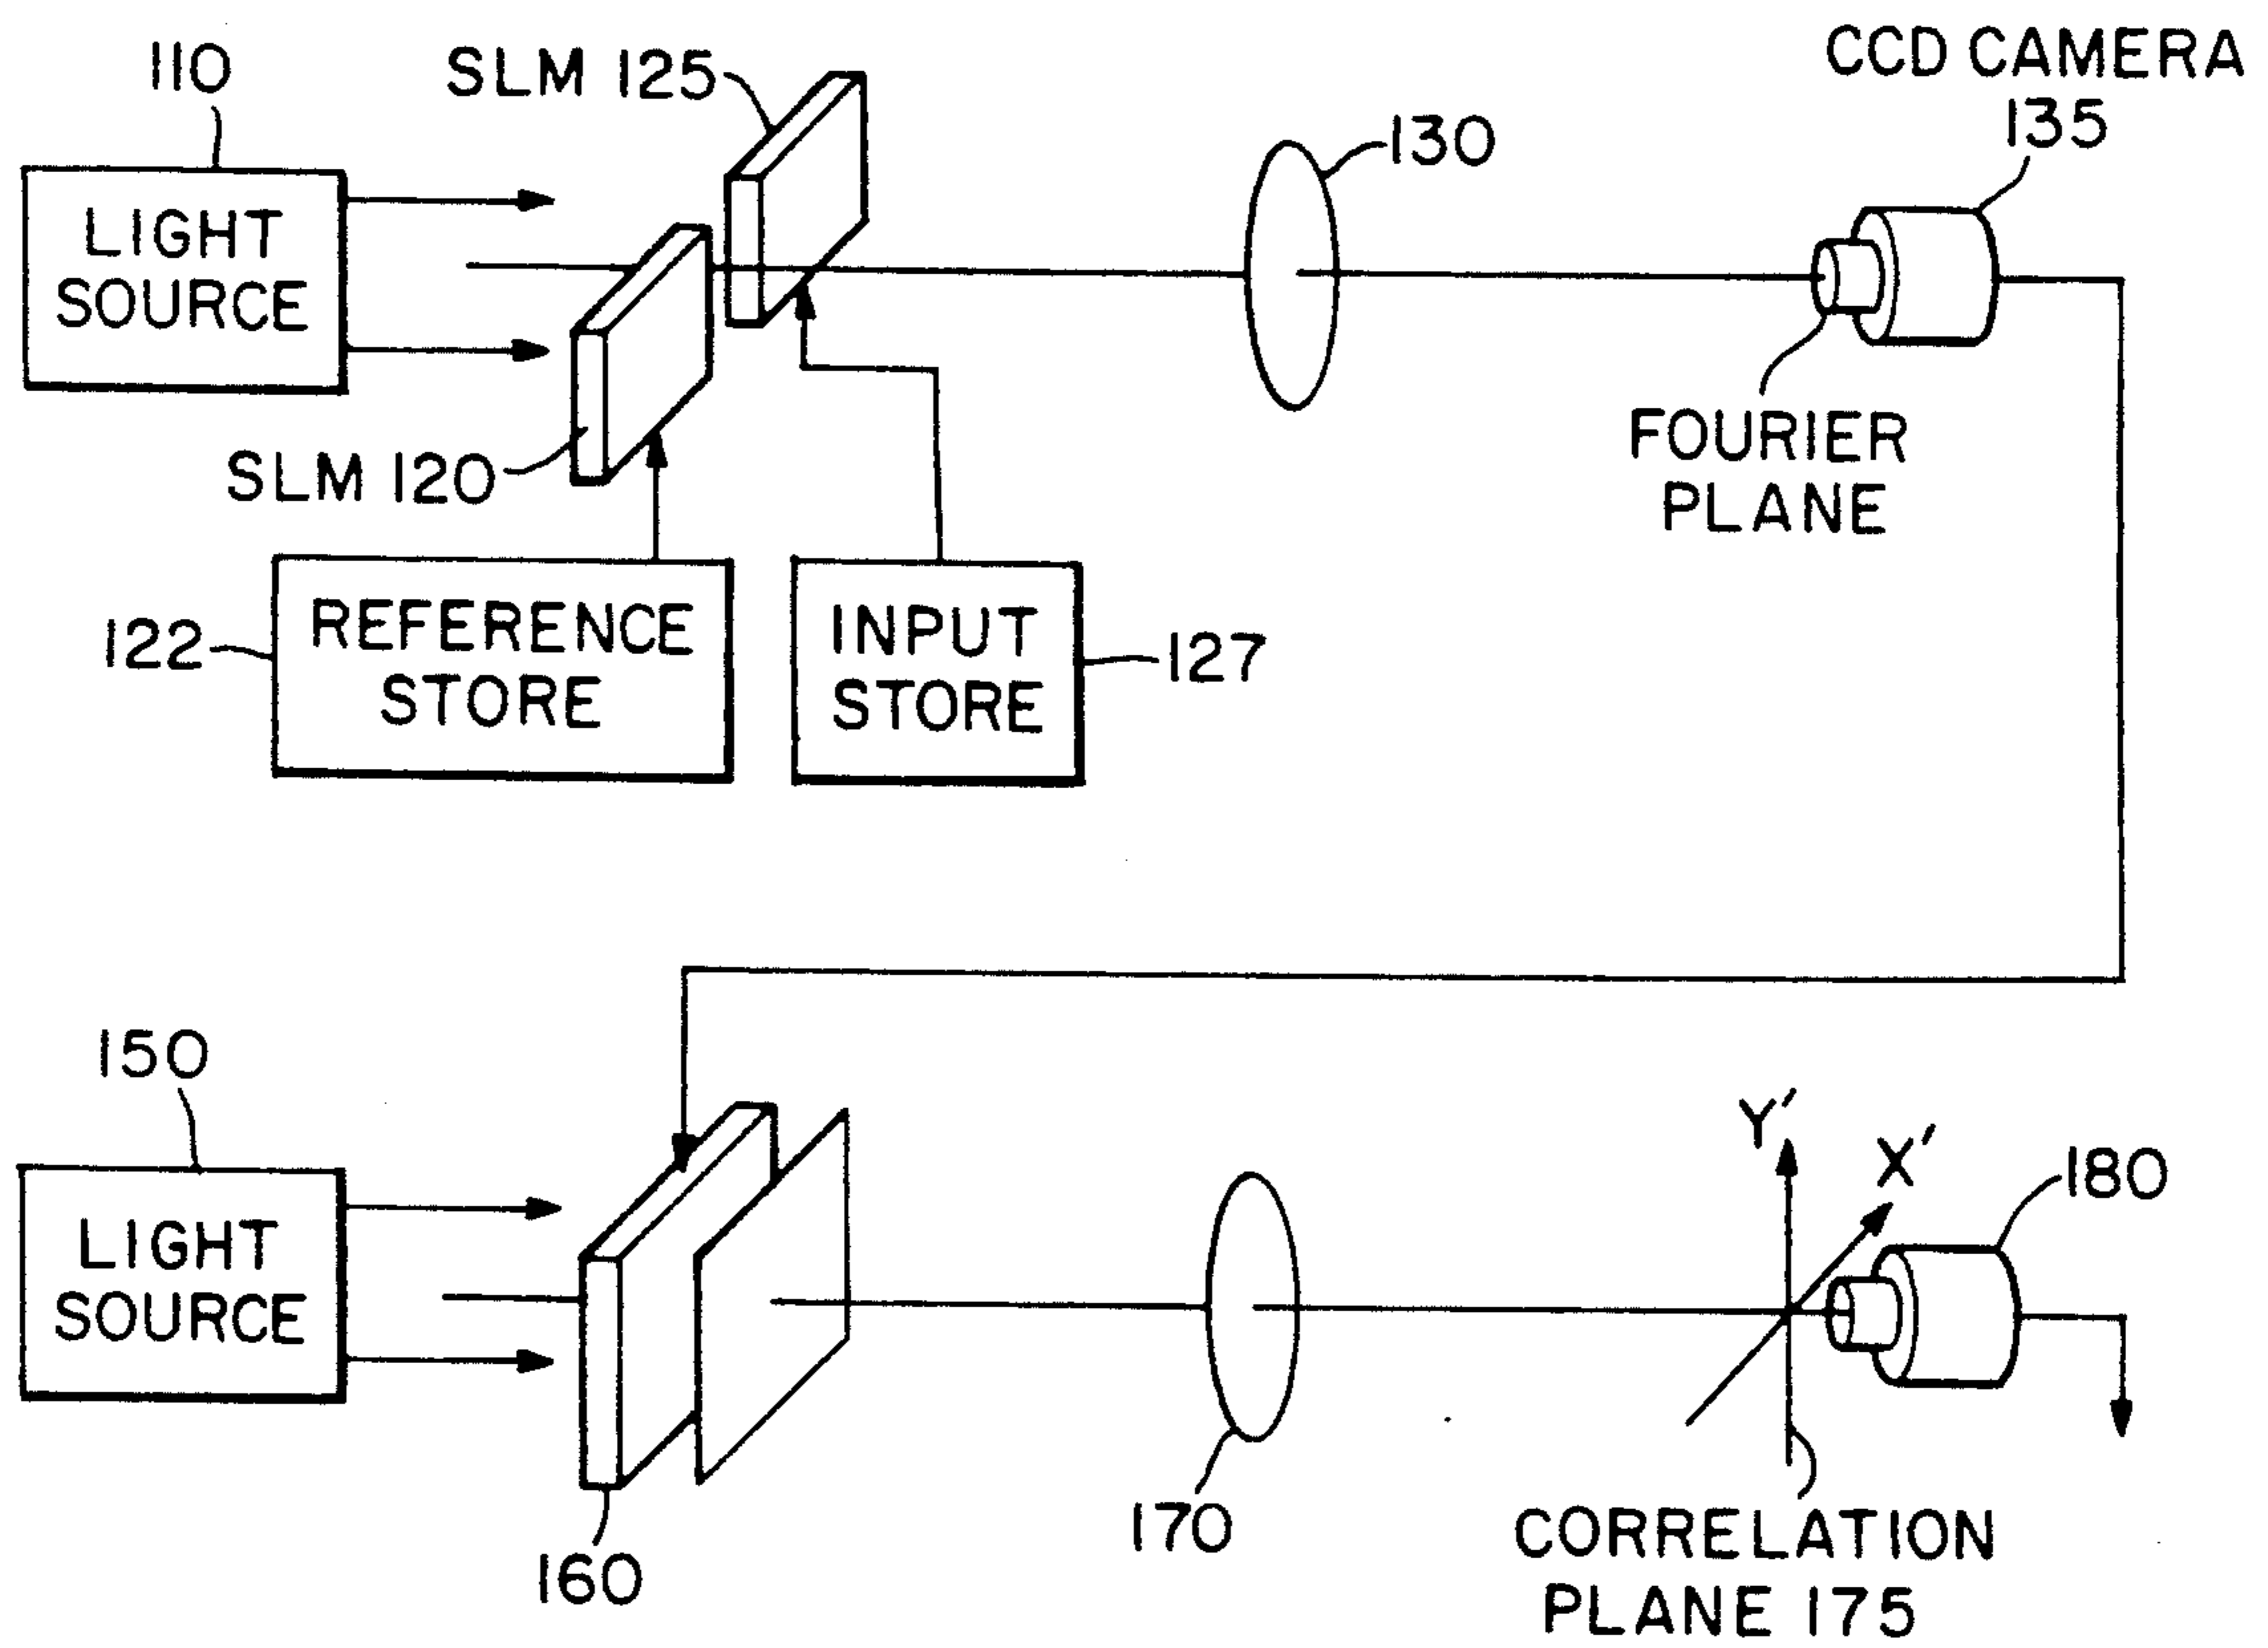 110
SLM 125
CCD CAMERA
135
130
LIGHT
SOURCE
SLM 120
FOURIER
PLANE
122
REFERENCE
STORE
INPUT
STORE
127
150
LIGHT
SOURCE
Y'
X'
180
160
170
CORRELATION
PLANE 175